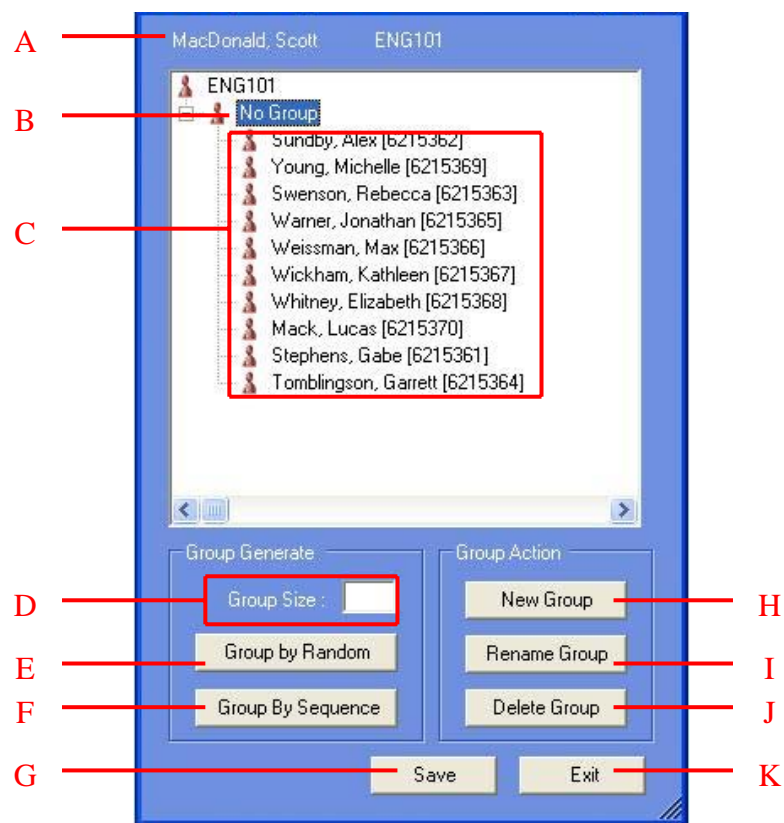 A MacDonald, Scott ENG101
ENG101
B No Group
Sundby, Alex [6215362]
Young, Michelle [6215369]
Swenson, Rebecca [6215363]
C Warner, Jonathan [6215365]
Weissman, Max [6215366]
Wickham, Kathleen [6215367]
Whitney, Elizabeth [6215368]
Mack, Lucas [6215370]
Stephens, Gabe [6215361]
Tomblingson, Garrett [6215364]
Group Generate Group Action
D Group Size : New Group H
E Group by Random Rename Group I
F Group By Sequence Delete Group J
G Save Exit K